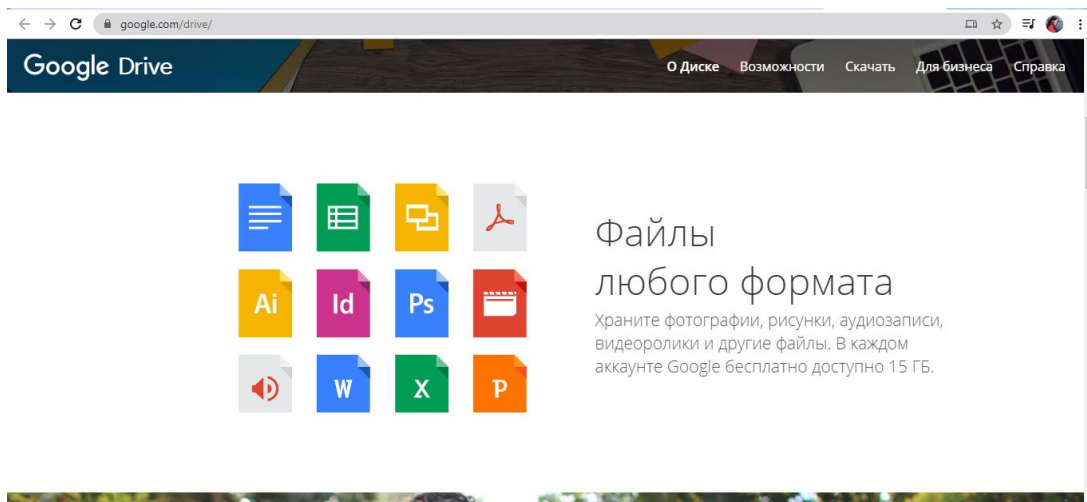 google.com/drive/
Google Drive
О Диске Возможности Скачать Для бизнеса Справка
Файлы
любого формата
Храните фотографии, рисунки, аудиозаписи,
видеоролики и другие файлы. В каждом
аккаунте Google бесплатно доступно 15 ГБ.
Ai Id Ps
W X P